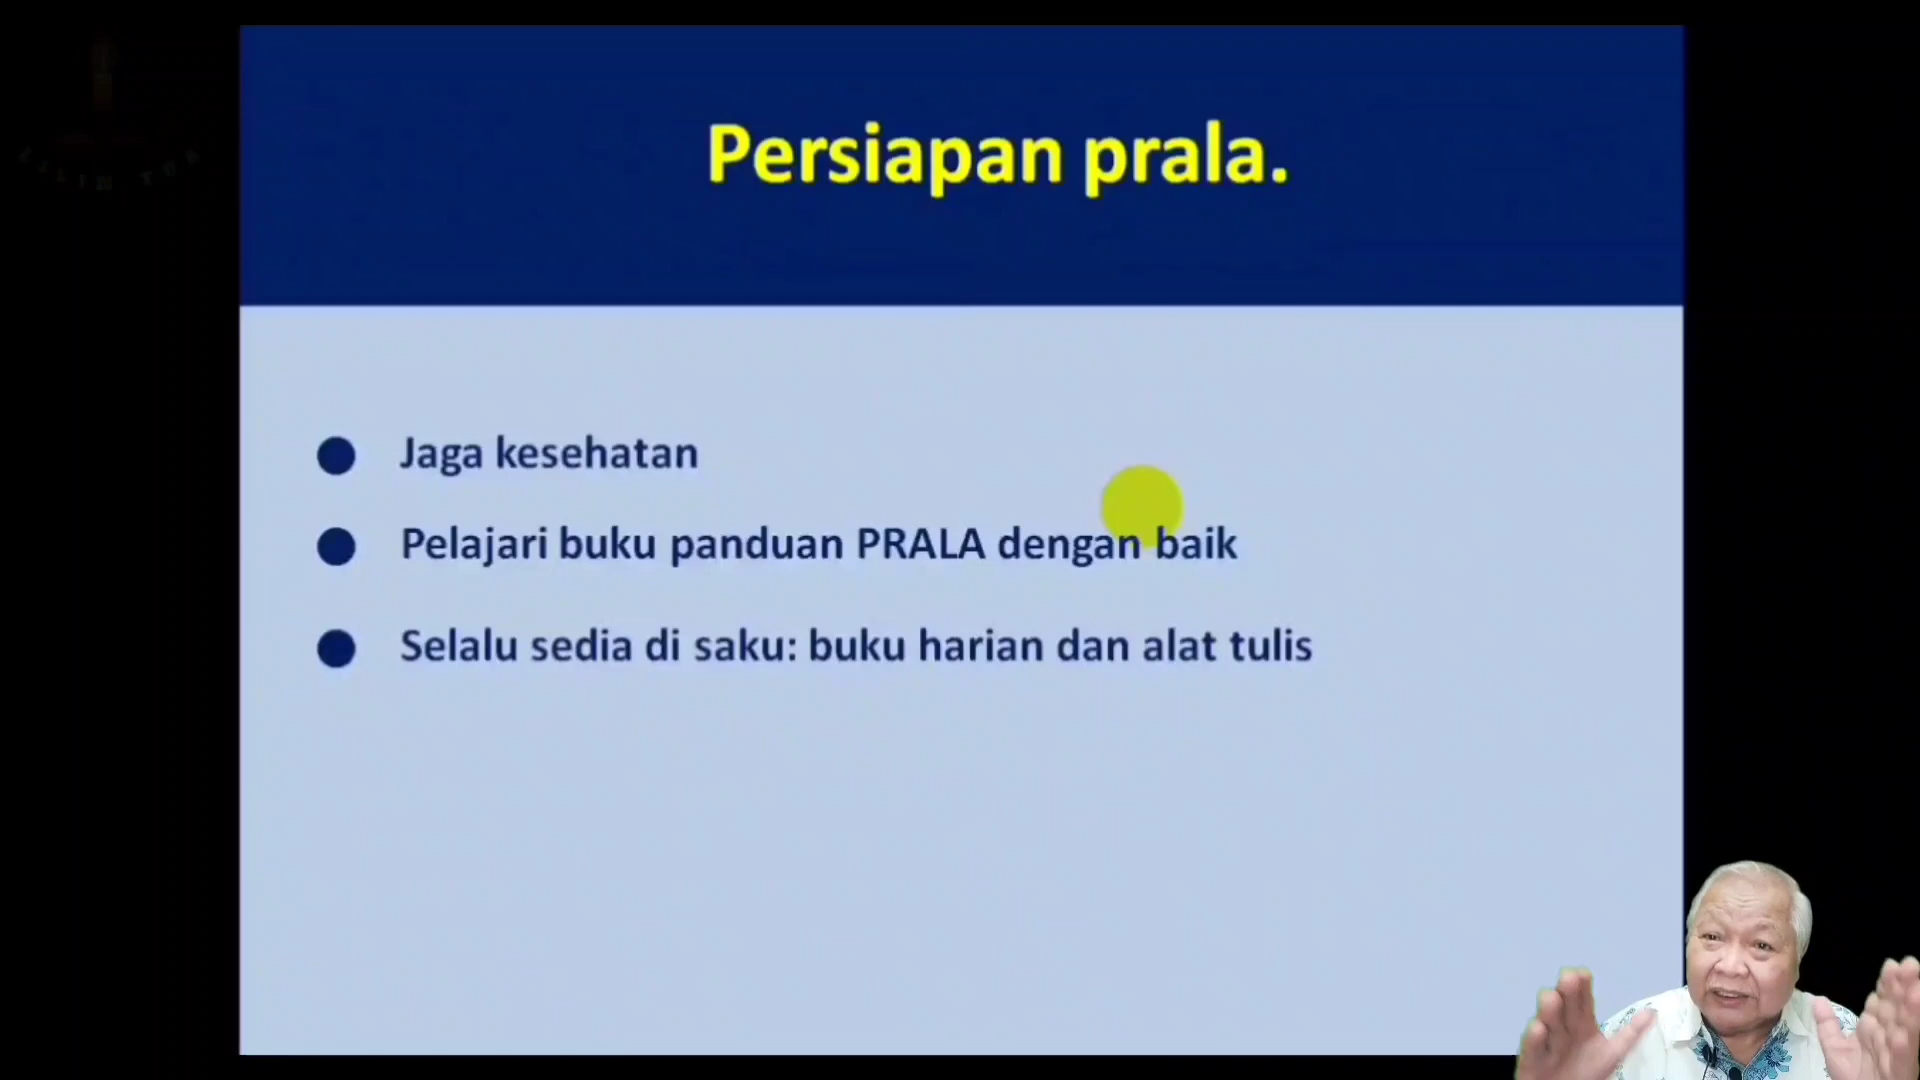 Persiapan prala.
Jaga kesehatan
Pelajari buku panduan PRALA dengan baik
Selalu sedia di saku: buku harian dan alat tulis